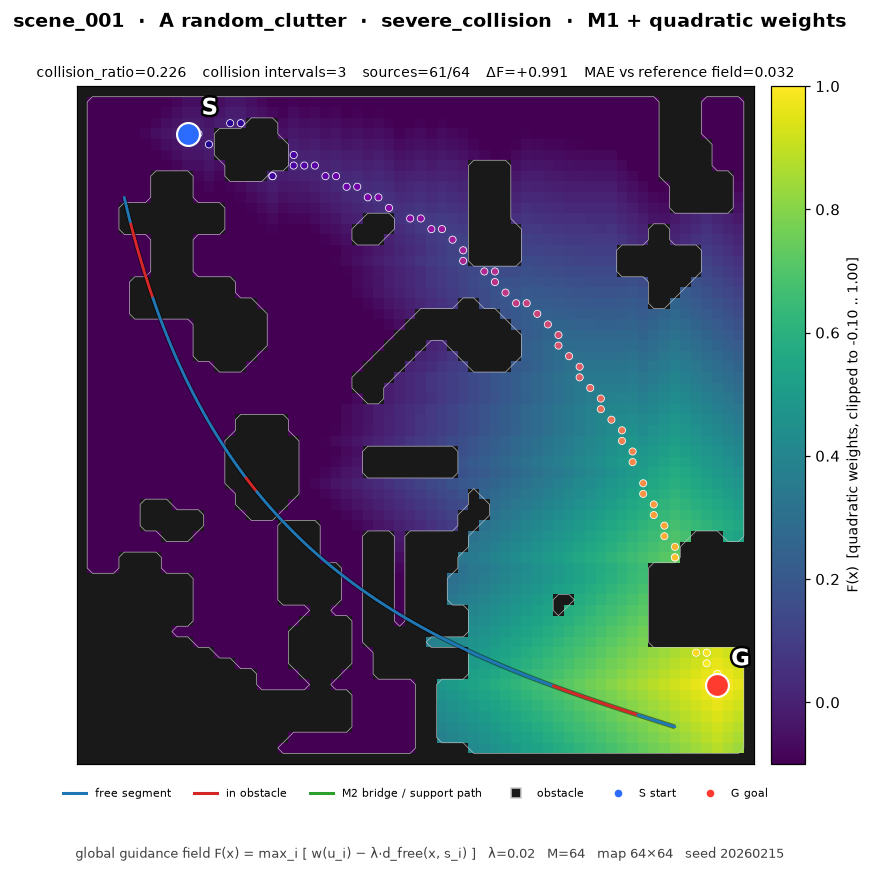 scene_001 · A random_clutter · severe_collision · M1 + quadratic weights
collision_ratio=0.226 collision intervals=3 sources=61/64 ΔF=+0.991 MAE vs reference field=0.032
S
G
1.0
0.8
0.6
0.4
0.2
0.0
F(x) [quadratic weights, clipped to -0.10 .. 1.00]
free segment
in obstacle
M2 bridge / support path
obstacle
S start
G goal
global guidance field F(x) = max_i [ w(u_i) − λ·d_free(x, s_i) ] λ=0.02 M=64 map 64×64 seed 20260215